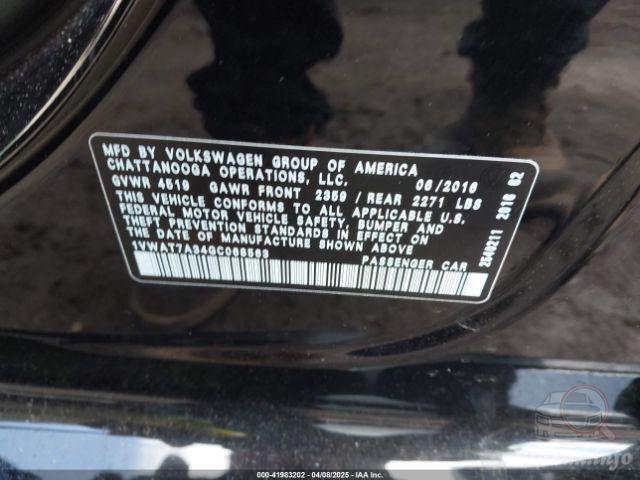 MFD BY VOLKSWAGEN GROUP OF AMERICA
CHATTANOOGA OPERATIONS, LLC. 06/2016
GVWR 4519 GAWR FRONT 2359 / REAR 2271 LBS
THIS VEHICLE CONFORMS TO ALL APPLICABLE U.S.
FEDERAL MOTOR VEHICLE SAFETY, BUMPER AND
THEFT PREVENTION STANDARDS IN EFFECT ON
THE DATE OF MANUFACTURE SHOWN ABOVE
PASSENGER CAR
2540211 2016 62
000-41983202 - 04/08/2025 - IAA Inc.